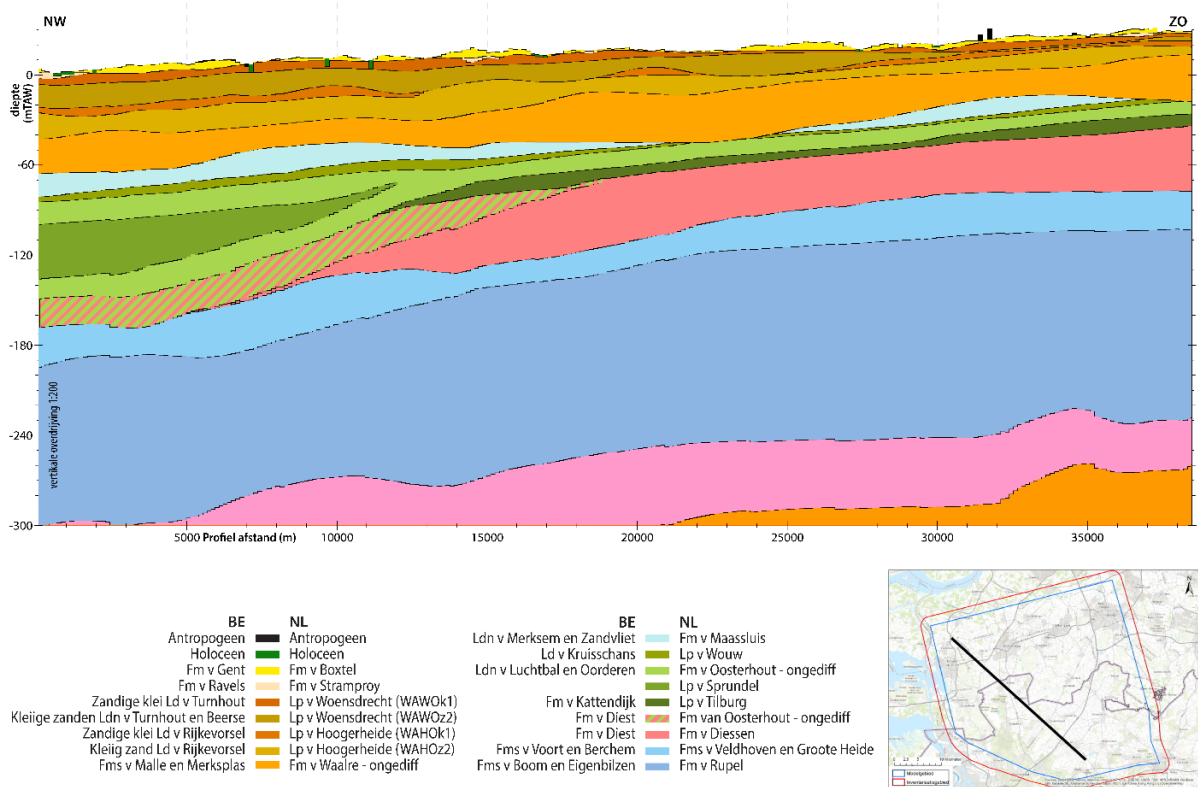 NW
ZO
diepte
(mTAW)
0
-60
-120
-180
-240
-300
vertikale overdrijving 1:200
5000 Profiel afstand (m) 10000 15000 20000 25000 30000 35000
BE NL
Antropogeen Antropogeen
Holoceen Holoceen
Fm v Gent Fm v Boxtel
Fm v Ravels Fm v Stramproy
Zandige klei Ld v Turnhout Lp v Woensdrecht (WAWOk1)
Kleiige zanden Ldn v Turnhout en Beerse Lp v Woensdrecht (WAWOz2)
Zandige klei Ld v Rijkevorsel Lp v Hoogerheide (WAHOk1)
Kleiig zand Ld v Rijkevorsel Lp v Hoogerheide (WAHOz2)
Fms v Malle en Merksplas Fm v Waalre - ongediff
BE NL
Ldn v Merksem en Zandvliet Fm v Maassluis
Ld v Kruisschans Lp v Wouw
Ldn v Luchtbal en Oorderen Fm v Oosterhout - ongediff
Lp v Sprundel
Fm v Kattendijk Lp v Tilburg
Fm v Diest Fm van Oosterhout - ongediff
Fm v Diest Fm v Diessen
Fms v Voort en Berchem Fms v Veldhoven en Groote Heide
Fms v Boom en Eigenbilzen Fm v Rupel
N